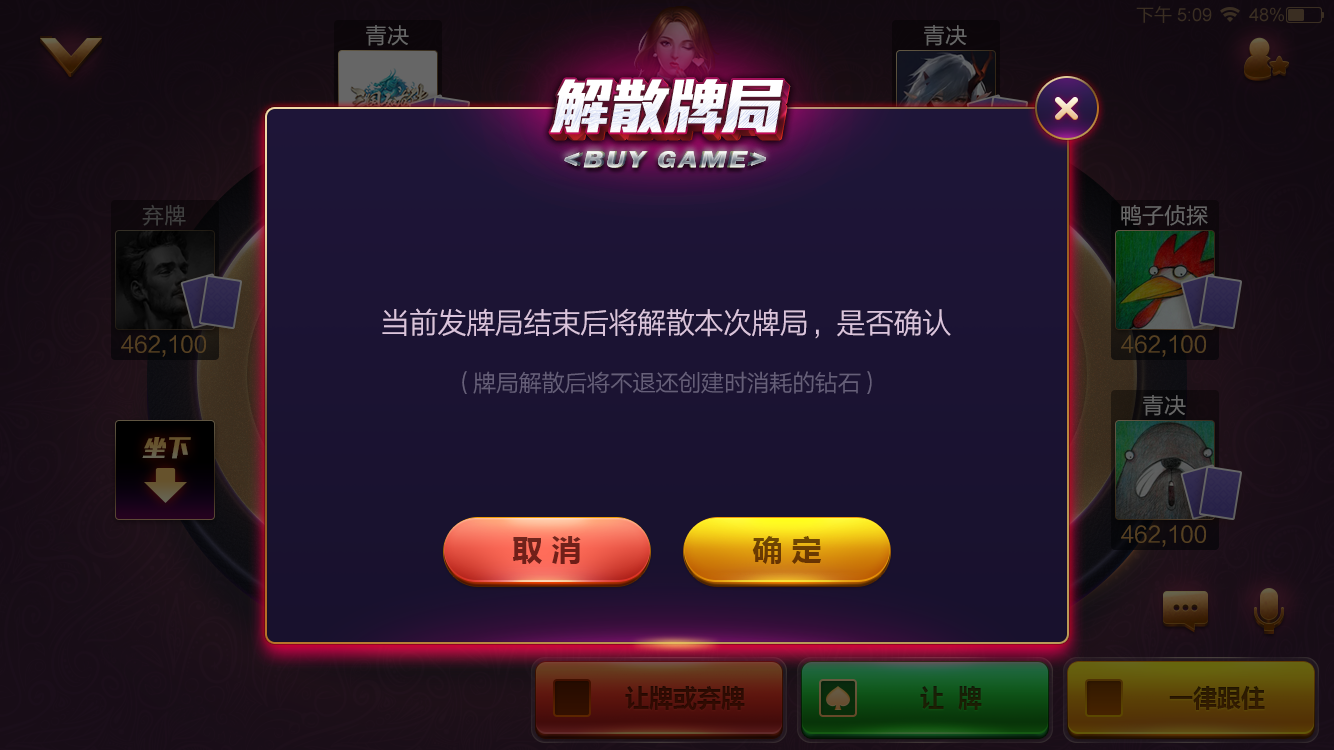 下午 5:09 48%
青决
青决
解散牌局
<BUY GAME>
弃牌
462,100
鸭子侦探
462,100
当前发牌局结束后将解散本次牌局，是否确认
（牌局解散后将不退还创建时消耗的钻石）
青决
462,100
坐下
取消
确定
让牌或弃牌
让牌
一律跟住